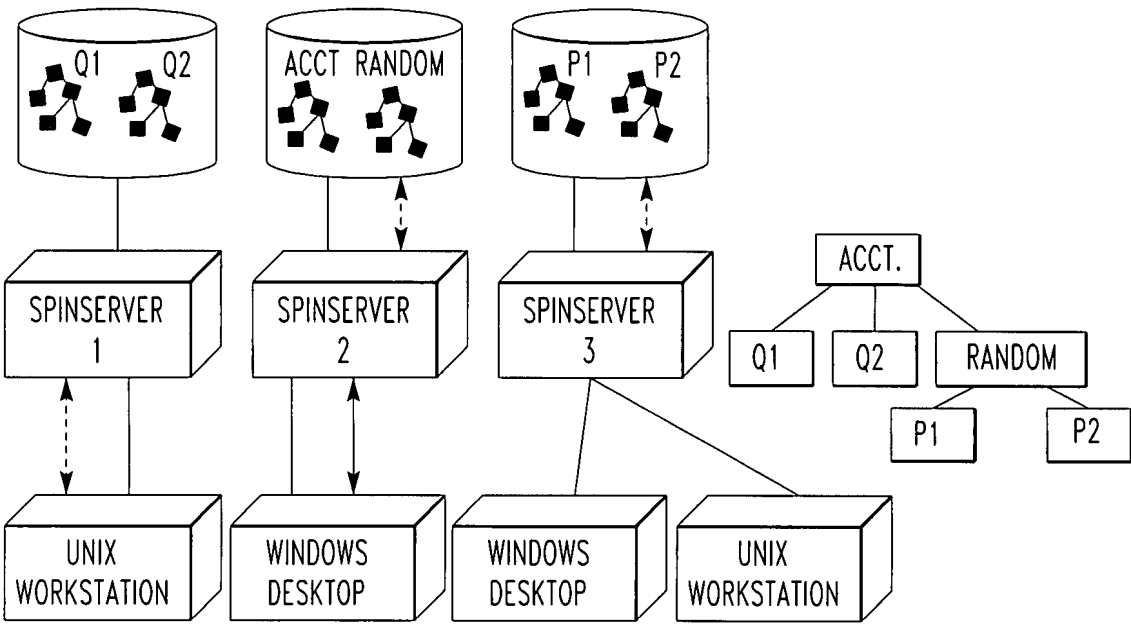 Q1 Q2
ACCT RANDOM
P1 P2
SPINSERVER
1
SPINSERVER
2
SPINSERVER
3
ACCT.
Q1
Q2
RANDOM
P1
P2
UNIX
WORKSTATION
WINDOWS
DESKTOP
WINDOWS
DESKTOP
UNIX
WORKSTATION